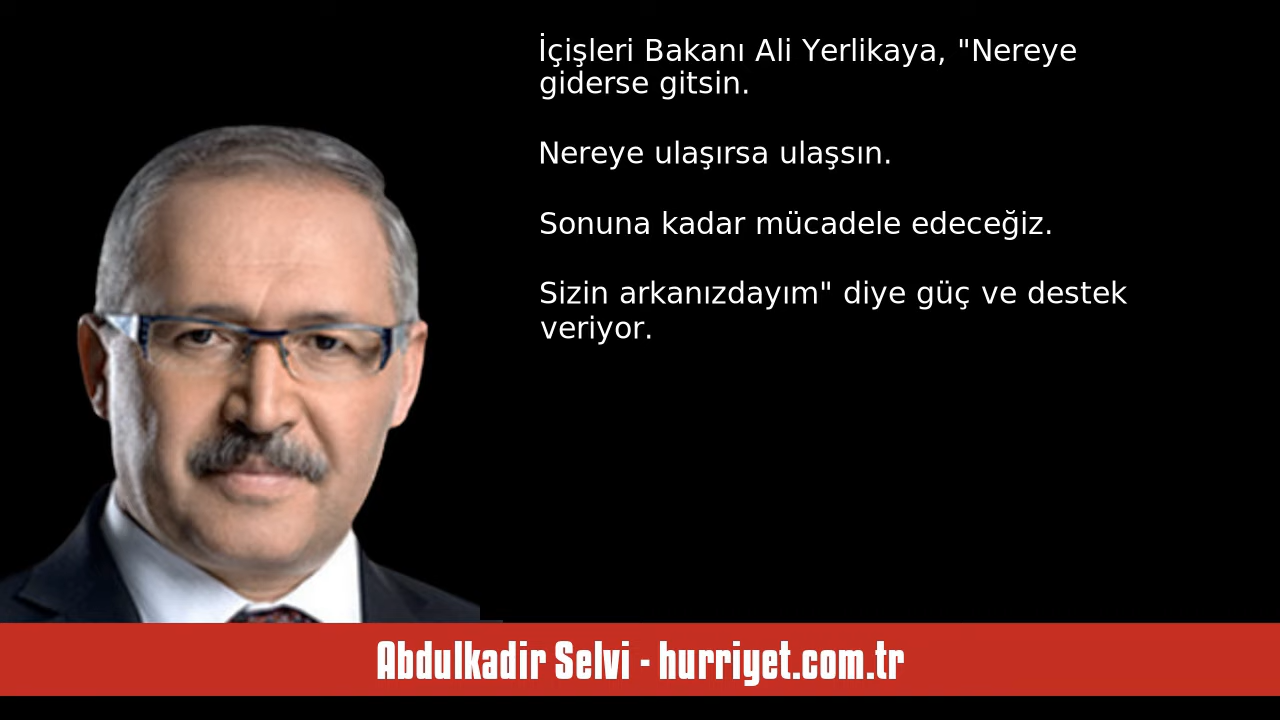 İçişleri Bakanı Ali Yerlikaya, "Nereye
giderse gitsin.
Nereye ulaşırsa ulaşsın.
Sonuna kadar mücadele edeceğiz.
Sizin arkanızdayım" diye güç ve destek
veriyor.
Abdulkadir Selvi - hurriyet.com.tr